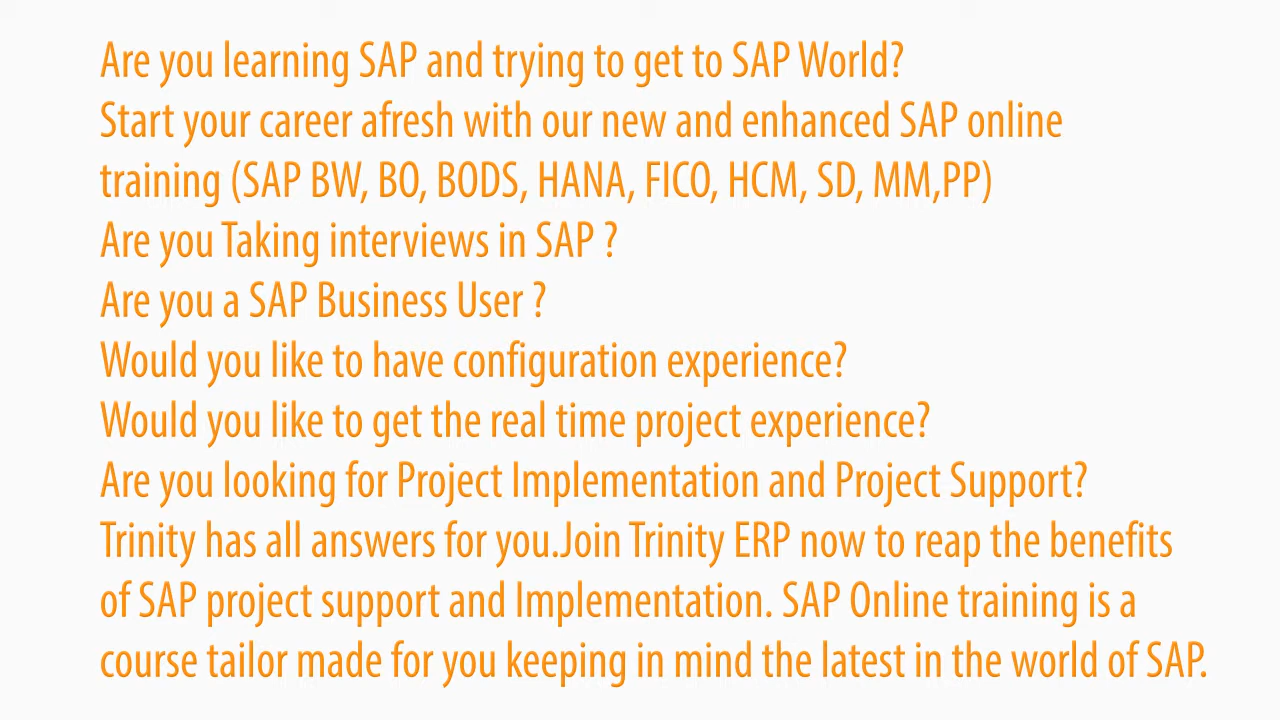 Are you learning SAP and trying to get to SAP World?
Start your career afresh with our new and enhanced SAP online
training (SAP BW, BO, BODS, HANA, FICO, HCM, SD, MM,PP)
Are you Taking interviews in SAP ?
Are you a SAP Business User ?
Would you like to have configuration experience?
Would you like to get the real time project experience?
Are you looking for Project Implementation and Project Support?
Trinity has all answers for you.Join Trinity ERP now to reap the benefits
of SAP project support and Implementation. SAP Online training is a
course tailor made for you keeping in mind the latest in the world of SAP.